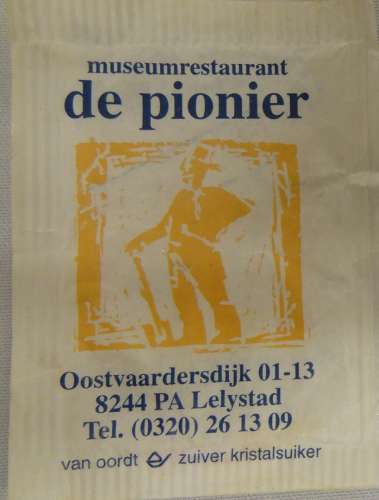 museumrestaurant
de pionier
Oostvaardersdijk 01-13
8244 PA Lelystad
Tel. (0320) 26 13 09
van oordt zuiver kristalsuiker